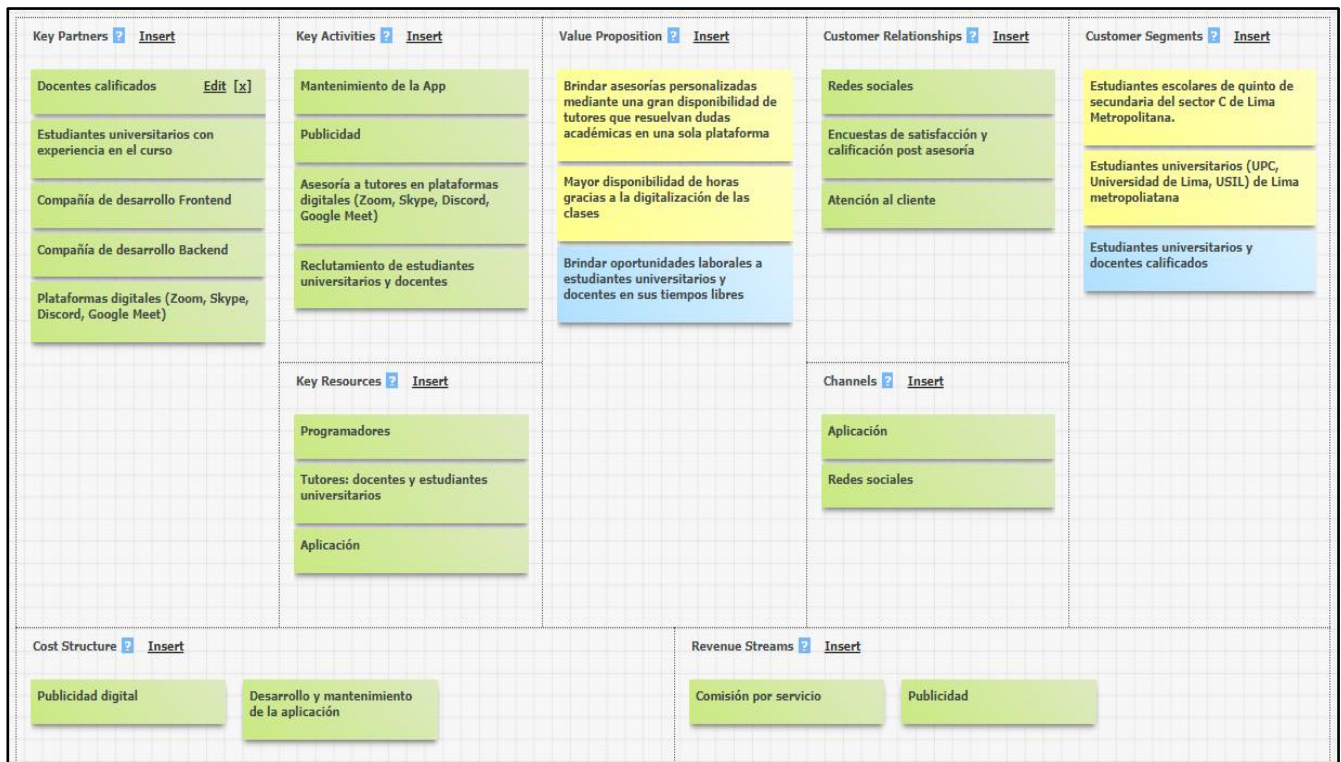 Key Partners ? Insert
Docentes calificados Edit [x]
Estudiantes universitarios con
experiencia en el curso
Compañía de desarrollo Frontend
Compañía de desarrollo Backend
Plataformas digitales (Zoom, Skype,
Discord, Google Meet)
Key Activities ? Insert
Mantenimiento de la App
Publicidad
Asesoría a tutores en plataformas
digitales (Zoom, Skype, Discord,
Google Meet)
Reclutamiento de estudiantes
universitarios y docentes
Key Resources ? Insert
Programadores
Tutores: docentes y estudiantes
universitarios
Aplicación
Value Proposition ? Insert
Brindar asesorías personalizadas
mediante una gran disponibilidad de
tutores que resuelvan dudas
académicas en una sola plataforma
Mayor disponibilidad de horas
gracias a la digitalización de las
clases
Brindar oportunidades laborales a
estudiantes universitarios y
docentes en sus tiempos libres
Customer Relationships ? Insert
Redes sociales
Encuestas de satisfacción y
calificación post asesoría
Atención al cliente
Channels ? Insert
Aplicación
Redes sociales
Customer Segments ? Insert
Estudiantes escolares de quinto de
secundaria del sector C de Lima
Metropolitana.
Estudiantes universitarios (UPC,
Universidad de Lima, USIL) de Lima
metropoliatana
Estudiantes universitarios y
docentes calificados
Cost Structure ? Insert
Publicidad digital
Desarrollo y mantenimiento
de la aplicación
Revenue Streams ? Insert
Comisión por servicio
Publicidad